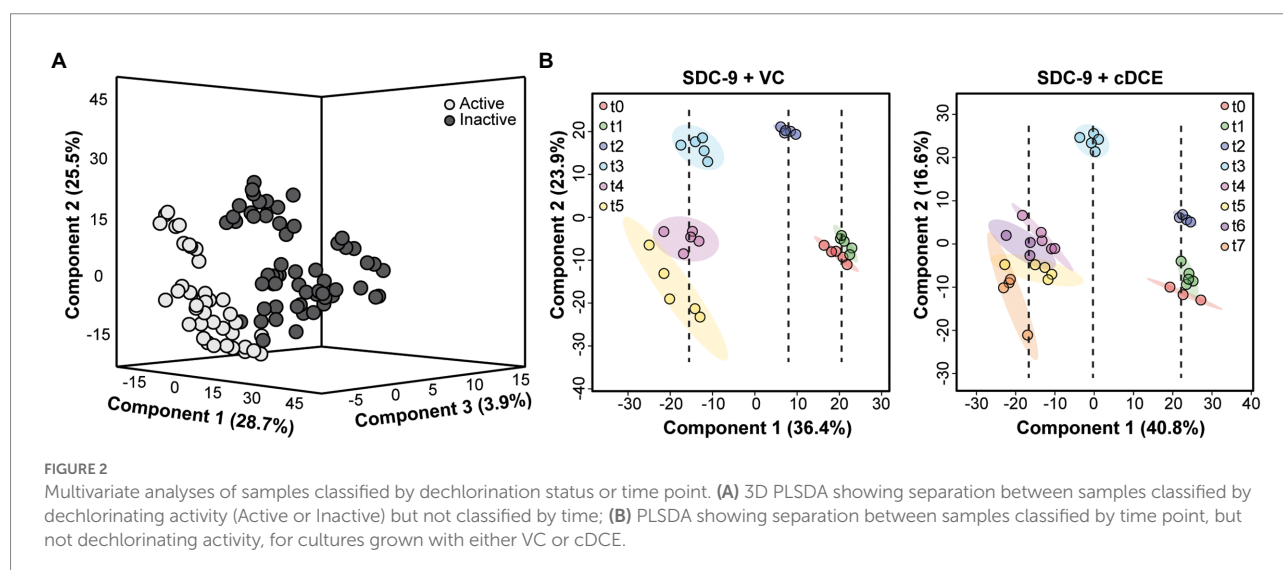 A
Component 2 (25.5%)
45
30
15
0
-15
Active
Inactive
-15
0
15
30
45
Component 1 (28.7%)
-5
0
5
10
15
Component 3 (3.9%)
B
SDC-9 + VC
Component 2 (23.9%)
20
10
0
10
20
30
40
t0
t1
t2
t3
t4
t5
-30
-20
-10
0
10
20
30
Component 1 (36.4%)
SDC-9 + cDCE
Component 2 (16.6%)
30
20
10
0
-10
-20
-30
t0
t1
t2
t3
t4
t5
t6
t7
-30
-20
-10
0
10
20
30
40
Component 1 (40.8%)
FIGURE 2
Multivariate analyses of samples classified by dechlorination status or time point. (A) 3D PLSDA showing separation between samples classified by
dechlorinating activity (Active or Inactive) but not classified by time; (B) PLSDA showing separation between samples classified by time point, but
not dechlorinating activity, for cultures grown with either VC or cDCE.